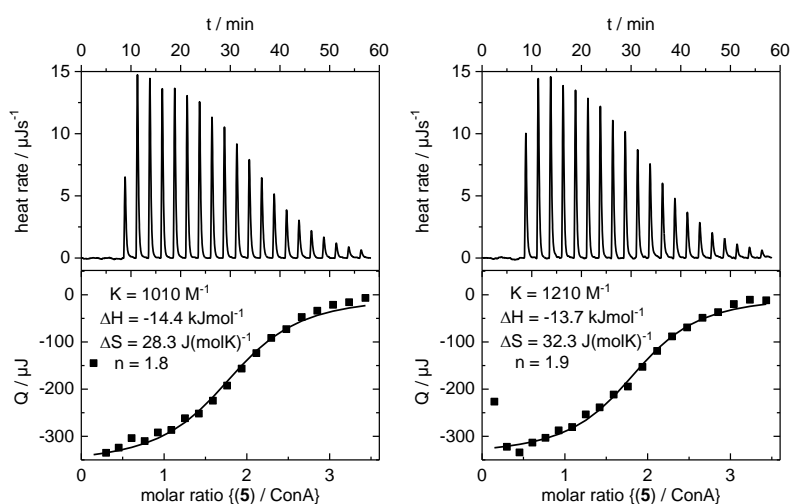 t / min
0 10 20 30 40 50 60
15
10
5
0
heat rate / µJs⁻¹
0
-100
-200
-300
Q / µJ
K = 1010 M⁻¹
ΔH = -14.4 kJmol⁻¹
ΔS = 28.3 J(molK)⁻¹
n = 1.8
0 1 2 3
molar ratio {(5) / ConA}
t / min
0 10 20 30 40 50 60
15
10
5
0
heat rate / µJs⁻¹
0
-100
-200
-300
Q / µJ
K = 1210 M⁻¹
ΔH = -13.7 kJmol⁻¹
ΔS = 32.3 J(molK)⁻¹
n = 1.9
0 1 2 3
molar ratio {(5) / ConA}